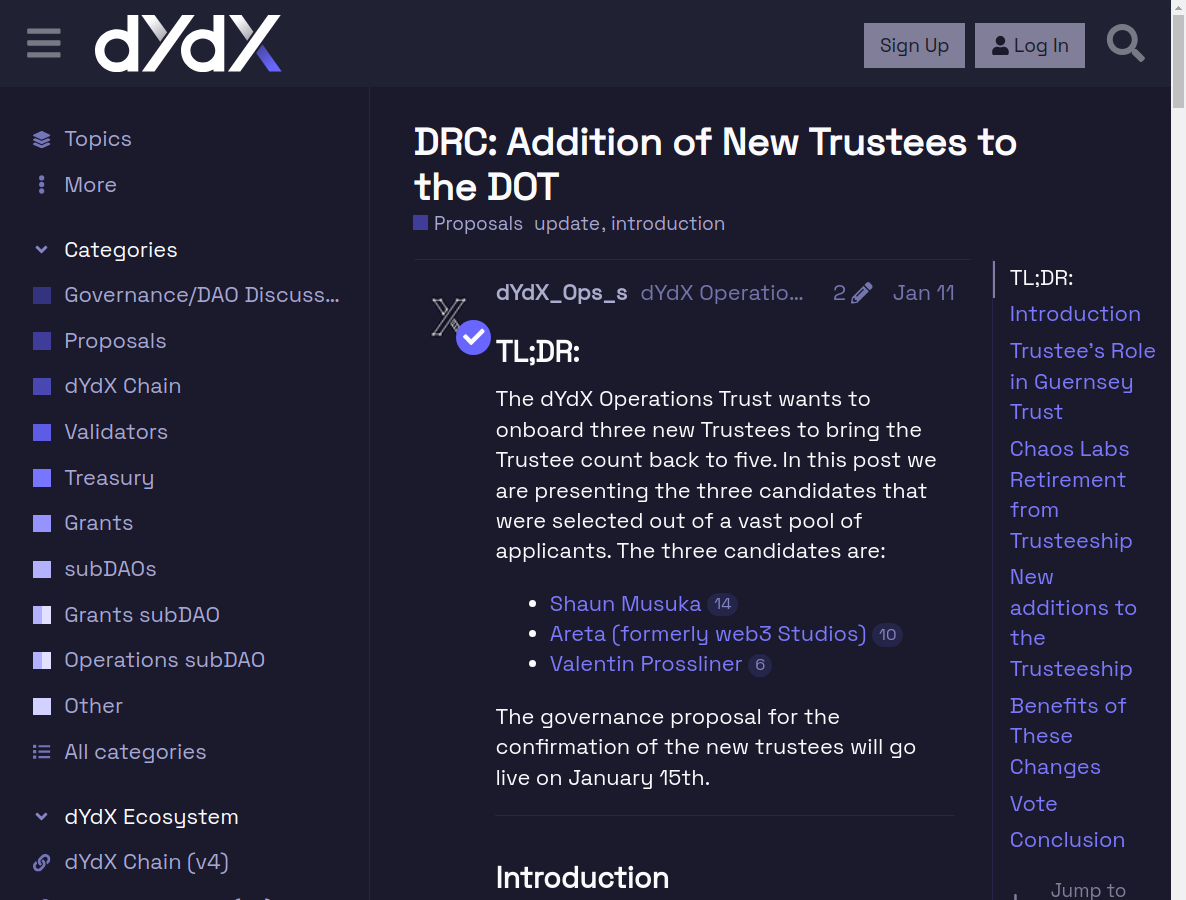 dYdX
Sign Up
Log In
Topics
More
Categories
Governance/DAO Discuss...
Proposals
dYdX Chain
Validators
Treasury
Grants
subDAOs
Grants subDAO
Operations subDAO
Other
All categories
dYdX Ecosystem
dYdX Chain (v4)
DRC: Addition of New Trustees to
the DOT
Proposals update, introduction
dYdX_Ops_s dYdX Operatio... 2 Jan 11
TL;DR:
The dYdX Operations Trust wants to
onboard three new Trustees to bring the
Trustee count back to five. In this post we
are presenting the three candidates that
were selected out of a vast pool of
applicants. The three candidates are:
Shaun Musuka 14
Areta (formerly web3 Studios) 10
Valentin Prossliner 6
The governance proposal for the
confirmation of the new trustees will go
live on January 15th.
Introduction
TL;DR:
Introduction
Trustee's Role
in Guernsey
Trust
Chaos Labs
Retirement
from
Trusteeship
New
additions to
the
Trusteeship
Benefits of
These
Changes
Vote
Conclusion
Jump to